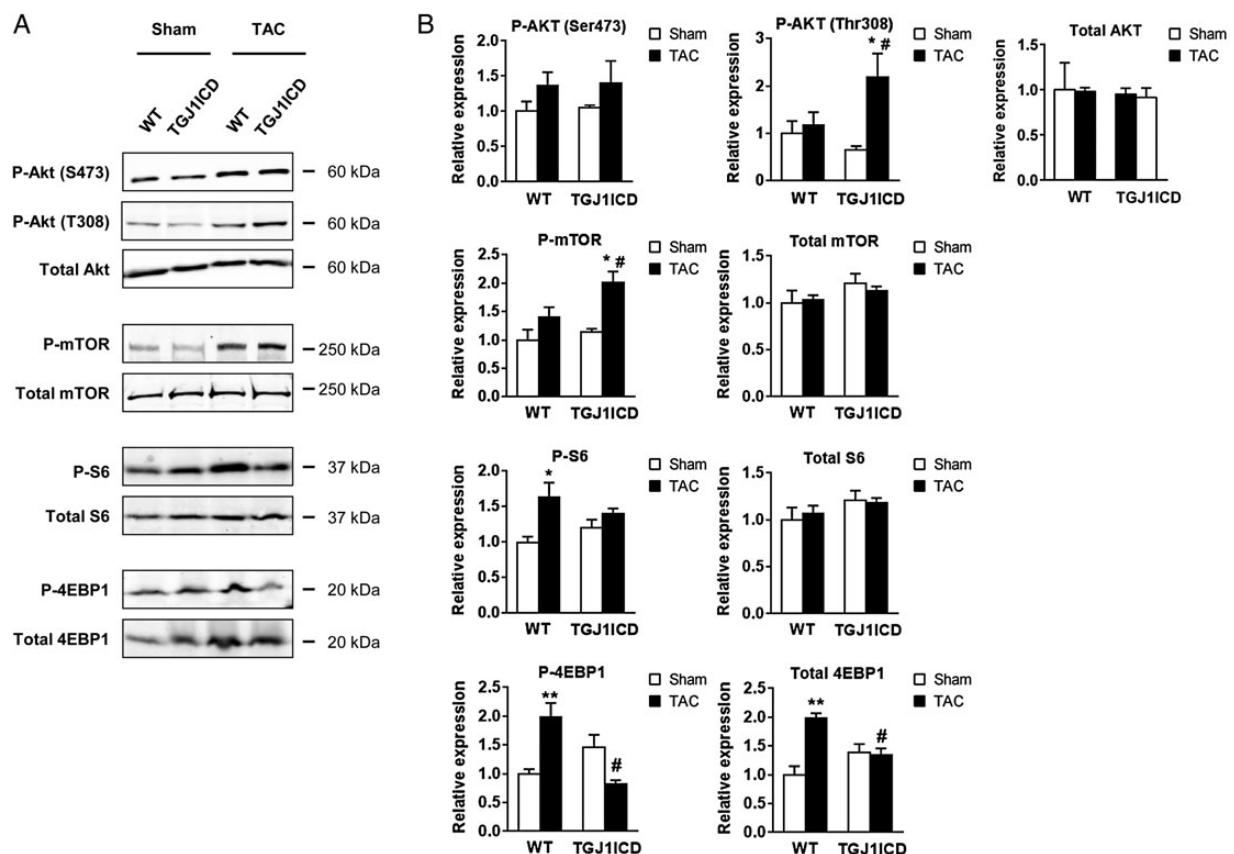 A
Sham TAC
WT TGJ1ICD WT TGJ1ICD
P-Akt (S473) 60 kDa
P-Akt (T308) 60 kDa
Total Akt 60 kDa
P-mTOR 250 kDa
Total mTOR 250 kDa
P-S6 37 kDa
Total S6 37 kDa
P-4EBP1 20 kDa
Total 4EBP1 20 kDa
B
P-AKT (Ser473)
Sham
TAC
Relative expression
2.0
1.5
1.0
0.5
0.0
WT TGJ1ICD
P-AKT (Thr308)
Sham
TAC
Relative expression
3
2
1
0
* #
WT TGJ1ICD
Total AKT
Sham
TAC
Relative expression
1.5
1.0
0.5
0.0
WT TGJ1ICD
P-mTOR
Sham
TAC
Relative expression
2.5
2.0
1.5
1.0
0.5
0.0
* #
WT TGJ1ICD
Total mTOR
Sham
TAC
Relative expression
1.5
1.0
0.5
0.0
WT TGJ1ICD
P-S6
Sham
TAC
Relative expression
2.0
1.5
1.0
0.5
0.0
*
WT TGJ1ICD
Total S6
Sham
TAC
Relative expression
1.5
1.0
0.5
0.0
WT TGJ1ICD
P-4EBP1
Sham
TAC
Relative expression
2.5
2.0
1.5
1.0
0.5
0.0
**
#
WT TGJ1ICD
Total 4EBP1
Sham
TAC
Relative expression
2.5
2.0
1.5
1.0
0.5
0.0
**
#
WT TGJ1ICD